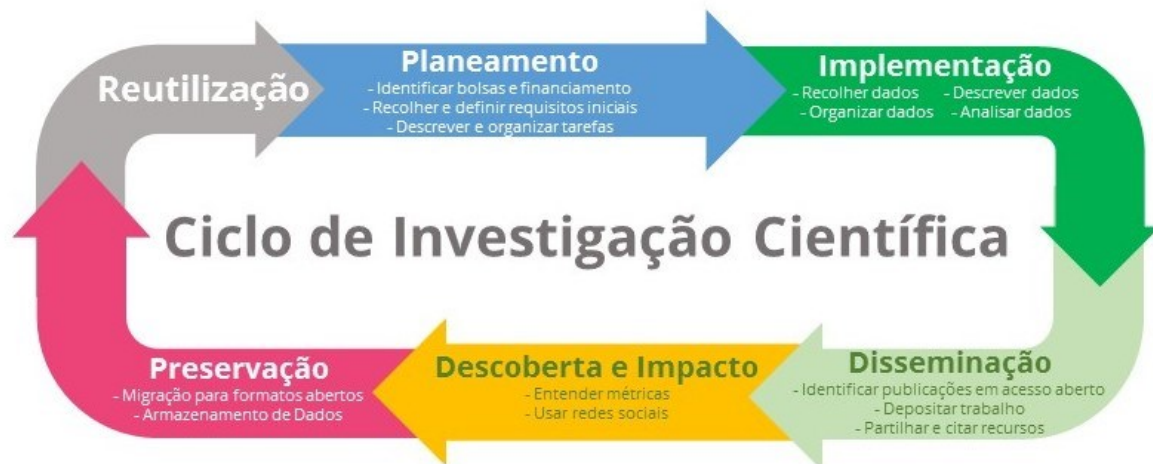 Reutilização
Planeamento
- Identificar bolsas e financiamento
- Recolher e definir requisitos iniciais
- Descrever e organizar tarefas
Implementação
- Recolher dados - Descrever dados
- Organizar dados - Analisar dados
Ciclo de Investigação Científica
Disseminação
- Identificar publicações em acesso aberto
- Depositar trabalho
- Partilhar e citar recursos
Descoberta e Impacto
- Entender métricas
- Usar redes sociais
Preservação
- Migração para formatos abertos
- Armazenamento de Dados